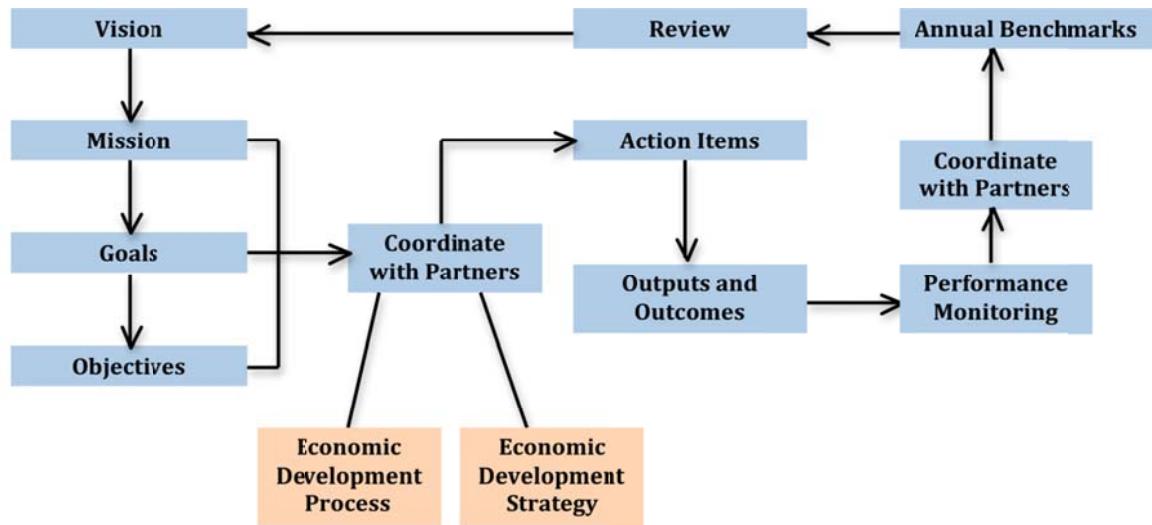 Vision
Review
Annual Benchmarks
Mission
Action Items
Coordinate
with Partners
Goals
Coordinate
with Partners
Outputs and
Outcomes
Performance
Monitoring
Objectives
Economic
Development
Process
Economic
Development
Strategy